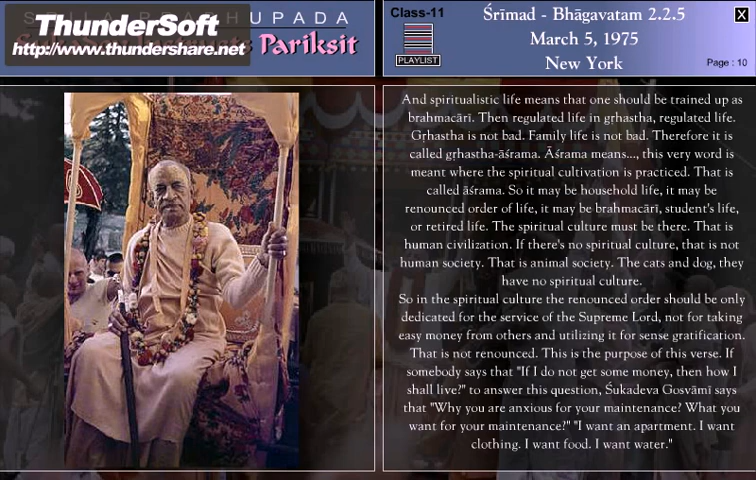 SRILA PRABHUPADA
ThunderSoft
http://www.thundershare.net
Pariksit
Class-11
PLAYLIST
Śrīmad - Bhāgavatam 2.2.5
March 5, 1975
New York
Page : 10
X
And spiritualistic life means that one should be trained up as
brahmacārī. Then regulated life in gṛhastha, regulated life.
Gṛhastha is not bad. Family life is not bad. Therefore it is
called gṛhastha-āśrama. Āśrama means..., this very word is
meant where the spiritual cultivation is practiced. That is
called āśrama. So it may be household life, it may be
renounced order of life, it may be brahmacārī, student's life,
or retired life. The spiritual culture must be there. That is
human civilization. If there's no spiritual culture, that is not
human society. That is animal society. The cats and dog, they
have no spiritual culture.
So in the spiritual culture the renounced order should be only
dedicated for the service of the Supreme Lord, not for taking
easy money from others and utilizing it for sense gratification.
That is not renounced. This is the purpose of this verse. If
somebody says that "If I do not get some money, then how I
shall live?" to answer this question, Śukadeva Gosvāmī says
that "Why you are anxious for your maintenance? What you
want for your maintenance?" "I want an apartment. I want
clothing. I want food. I want water."